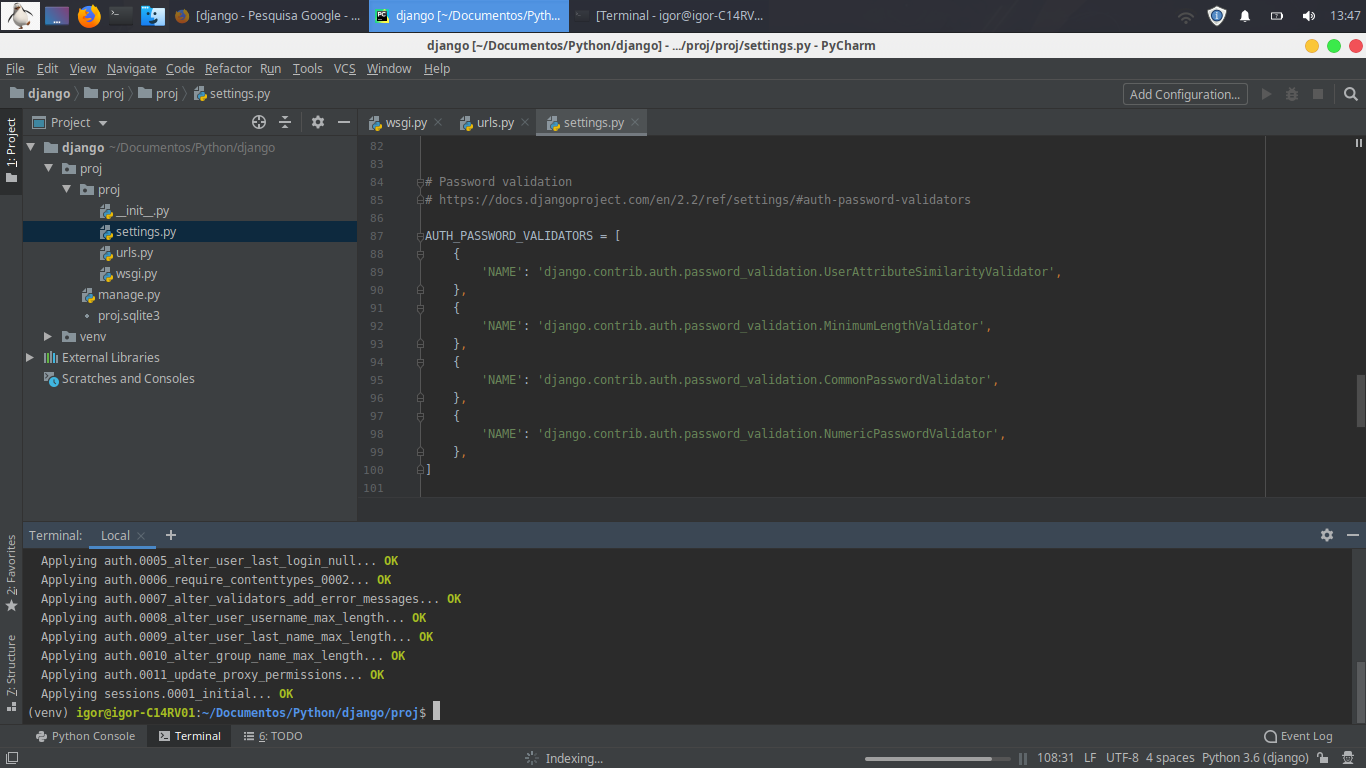 [django - Pesquisa Google - ...
django [~/Documentos/Pyth...
[Terminal - igor@igor-C14RV...
13:47
django [~/Documentos/Python/django] - .../proj/proj/settings.py - PyCharm
File Edit View Navigate Code Refactor Run Tools VCS Window Help
django proj proj settings.py
Add Configuration...
1: Project
Project
wsgi.py
urls.py
settings.py
django ~/Documentos/Python/django
proj
proj
__init__.py
settings.py
urls.py
wsgi.py
manage.py
proj.sqlite3
venv
External Libraries
Scratches and Consoles
82
83
84 # Password validation
85 # https://docs.djangoproject.com/en/2.2/ref/settings/#auth-password-validators
86
87 AUTH_PASSWORD_VALIDATORS = [
88 {
89 'NAME': 'django.contrib.auth.password_validation.UserAttributeSimilarityValidator',
90 },
91 {
92 'NAME': 'django.contrib.auth.password_validation.MinimumLengthValidator',
93 },
94 {
95 'NAME': 'django.contrib.auth.password_validation.CommonPasswordValidator',
96 },
97 {
98 'NAME': 'django.contrib.auth.password_validation.NumericPasswordValidator',
99 },
100 ]
101
2: Favorites
7: Structure
Terminal: Local +
Applying auth.0005_alter_user_last_login_null... OK
Applying auth.0006_require_contenttypes_0002... OK
Applying auth.0007_alter_validators_add_error_messages... OK
Applying auth.0008_alter_user_username_max_length... OK
Applying auth.0009_alter_user_last_name_max_length... OK
Applying auth.0010_alter_group_name_max_length... OK
Applying auth.0011_update_proxy_permissions... OK
Applying sessions.0001_initial... OK
(venv) igor@igor-C14RV01:~/Documentos/Python/django/proj$
Python Console Terminal 6: TODO Event Log
Indexing... 108:31 LF UTF-8 4 spaces Python 3.6 (django)